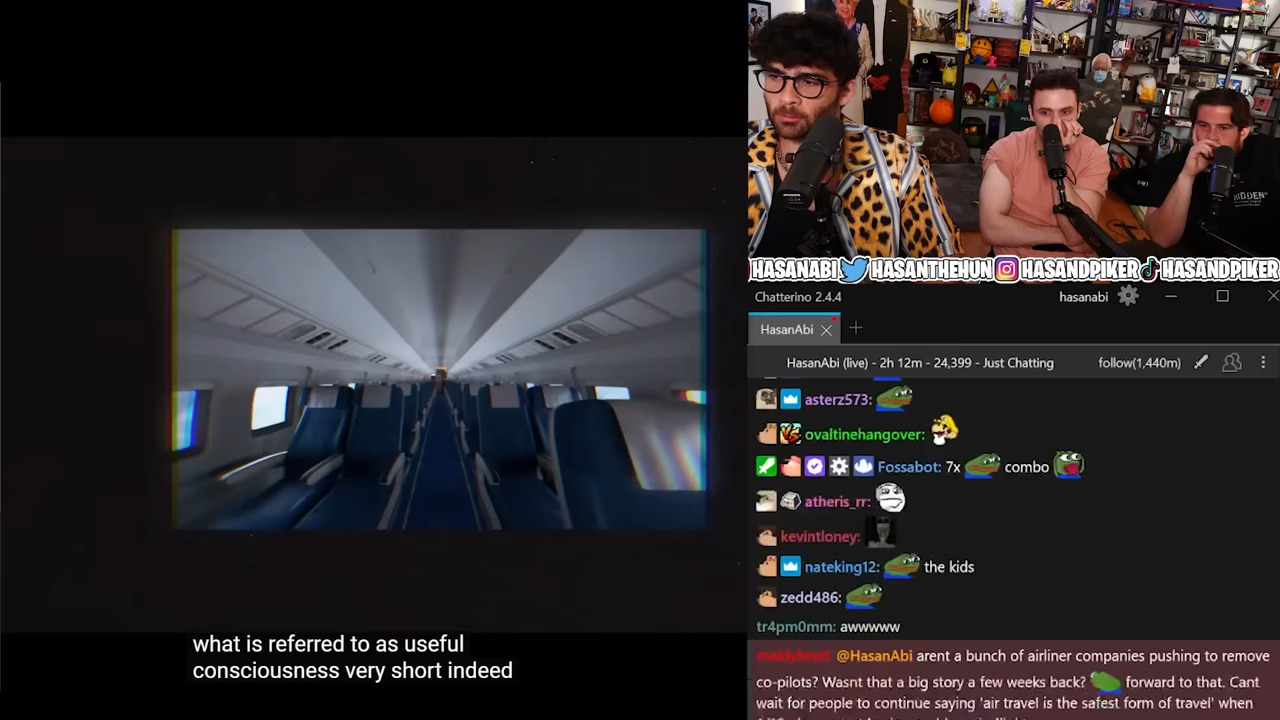 what is referred to as useful
consciousness very short indeed
HIDDEN
HASANABI HASANTHEHUN HASANDPIKER HASANDPIKER
Chatterino 2.4.4
hasanabi
HasanAbi
HasanAbi (live) - 2h 12m - 24,399 - Just Chatting
follow(1,440m)
asterz573:
ovaltinehangover:
Fossabot: 7x combo
atheris_rr:
kevintloney:
nateking12: the kids
zedd486:
tr4pm0mm: awwwww
@HasanAbi arent a bunch of airliner companies pushing to remove
co-pilots? Wasnt that a big story a few weeks back? forward to that. Cant
wait for people to continue saying 'air travel is the safest form of travel' when